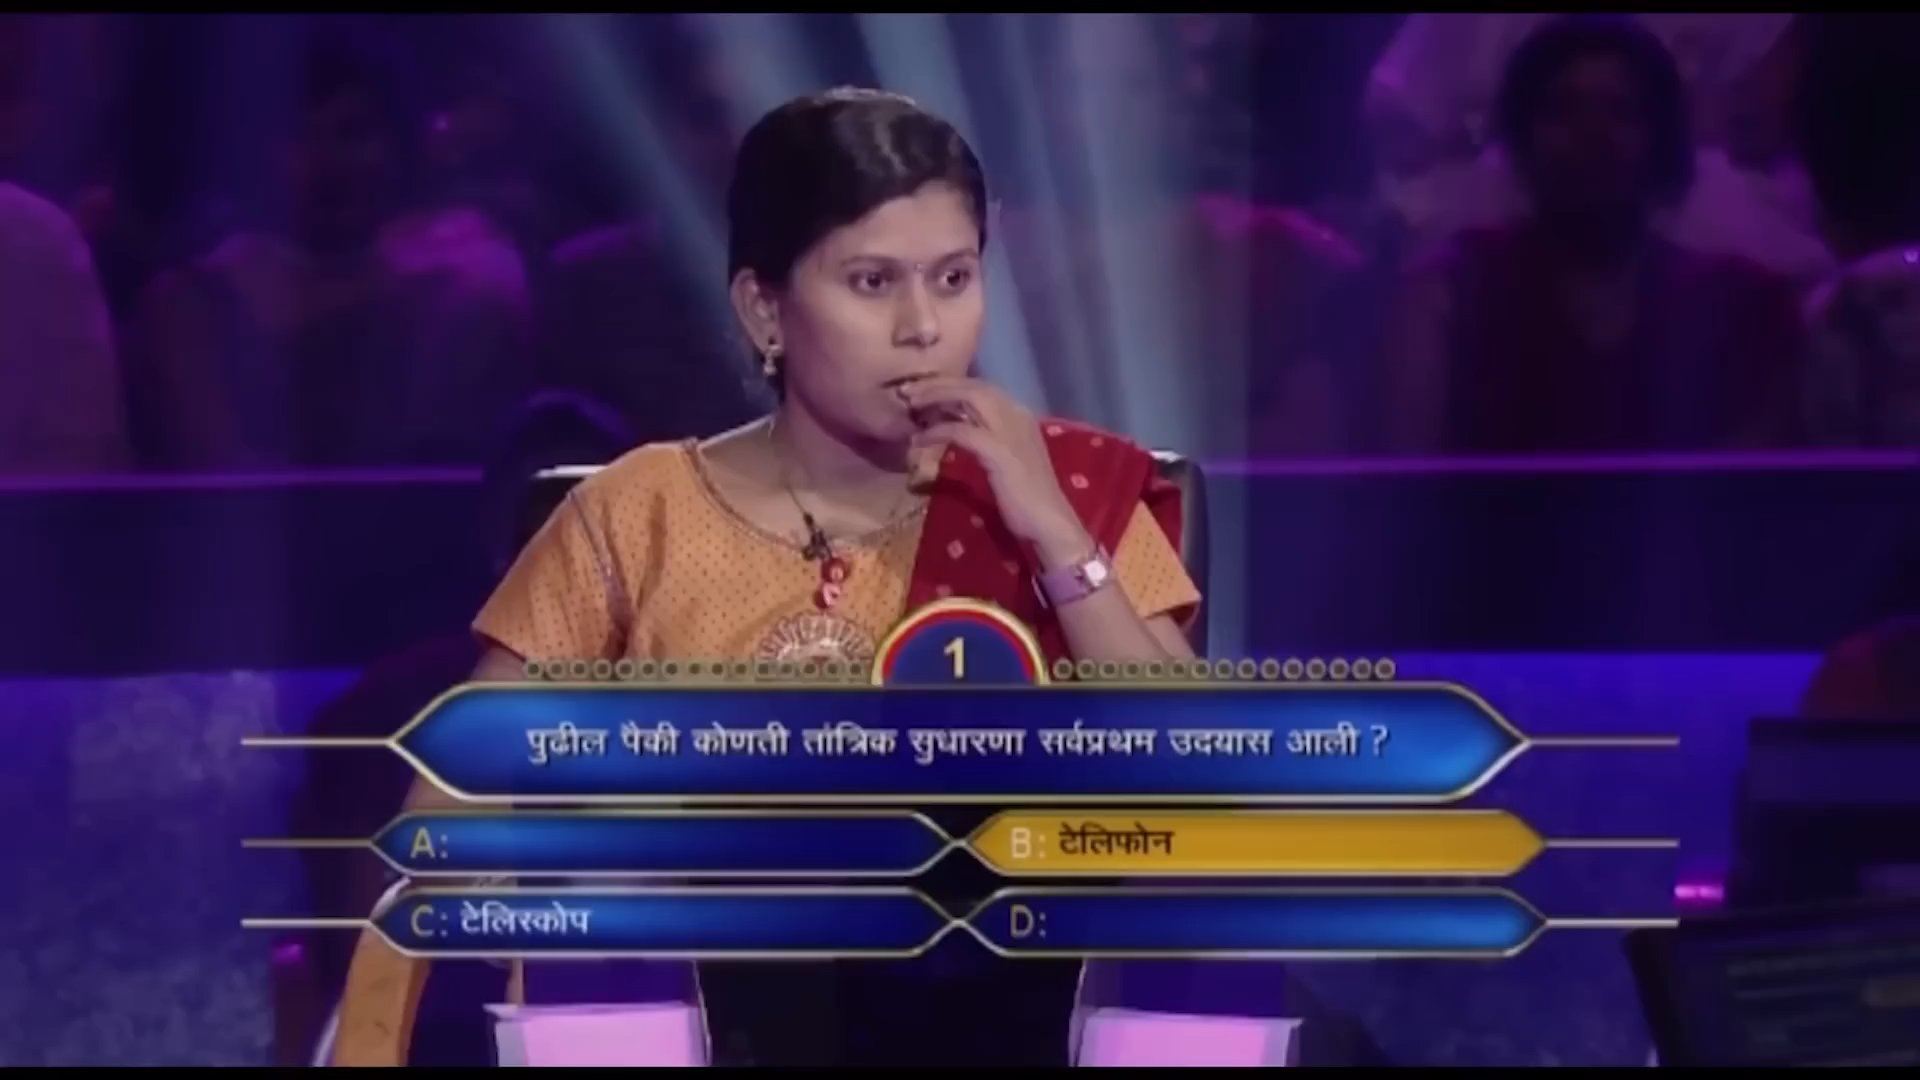 1
पुढील पैकी कोणती तांत्रिक सुधारणा सर्वप्रथम उदयास आली ?
A:
B: टेलिफोन
C: टेलिस्कोप
D: